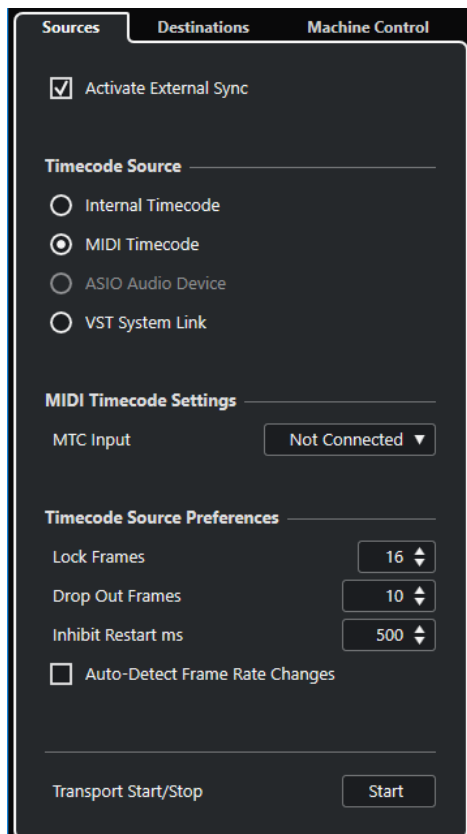 Sources Destinations Machine Control
Activate External Sync
Timecode Source
Internal Timecode
MIDI Timecode
ASIO Audio Device
VST System Link
MIDI Timecode Settings
MTC Input Not Connected
Timecode Source Preferences
Lock Frames 16
Drop Out Frames 10
Inhibit Restart ms 500
Auto-Detect Frame Rate Changes
Transport Start/Stop Start